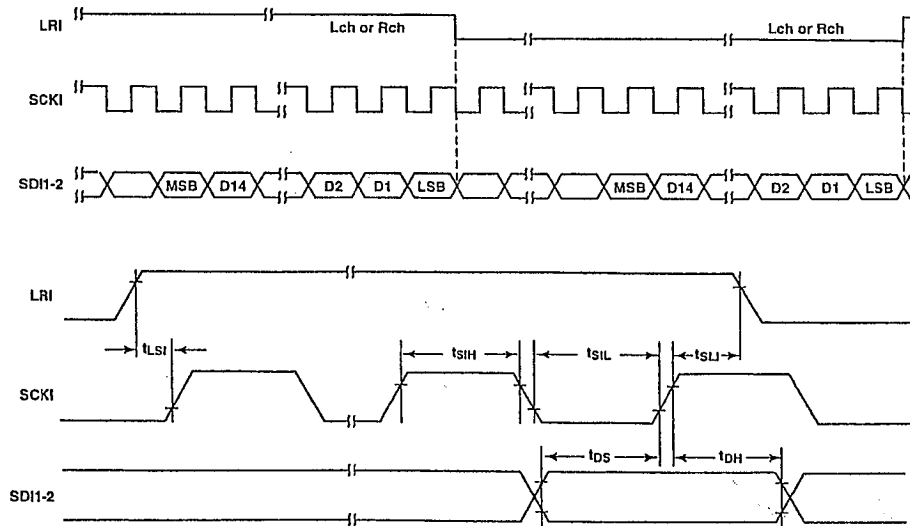 LRI
Lch or Rch
Lch or Rch
SCKI
SDI1-2
MSB D14 D2 D1 LSB MSB D14 D2 D1 LSB
LRI
tLSI tSIH tSIL tSLI
SCKI
tDS tDH
SDI1-2